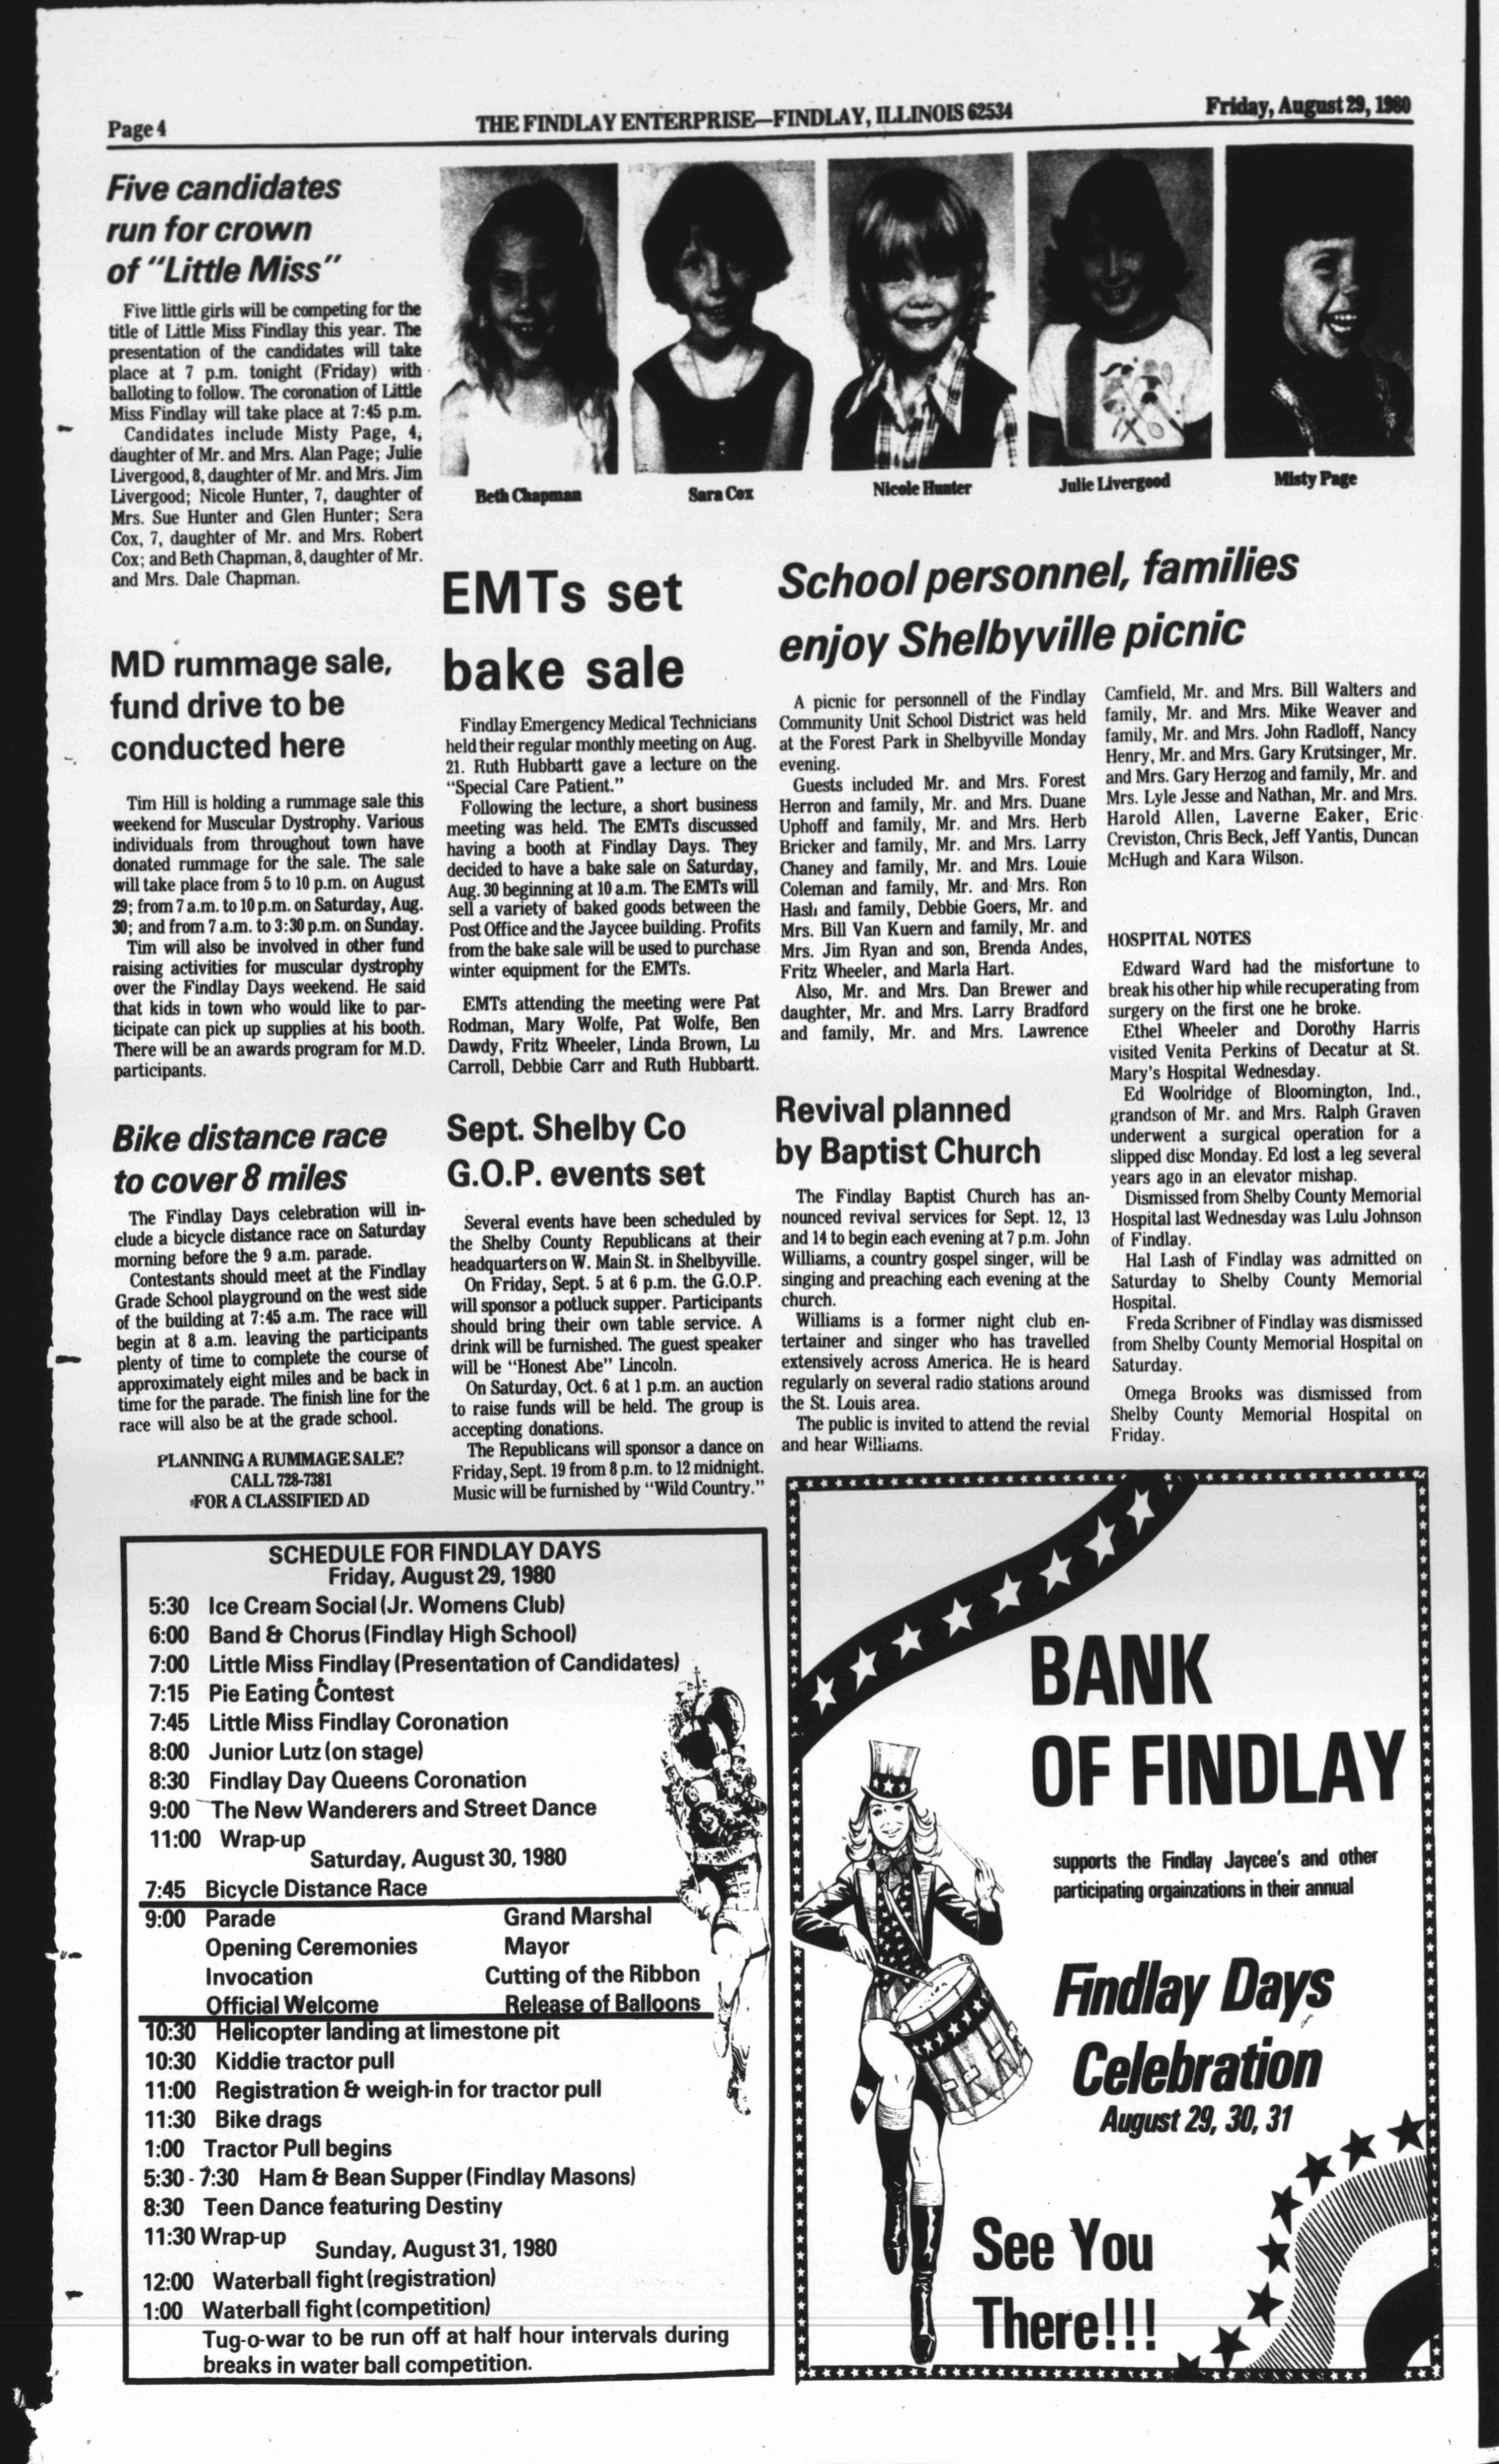 Page 4
THE FINDLAY ENTERPRISE—FINDLAY, ILLINOIS 62534
Friday, August 29, 1980
Five candidates
run for crown
of "Little Miss"
Five little girls will be competing for the
title of Little Miss Findlay this year. The
presentation of the candidates will take
place at 7 p.m. tonight (Friday) with
balloting to follow. The coronation of Little
Miss Findlay will take place at 7:45 p.m.
Candidates include Misty Page, 4,
daughter of Mr. and Mrs. Alan Page; Julie
Livergood, 8, daughter of Mr. and Mrs. Jim
Livergood; Nicole Hunter, 7, daughter of
Mrs. Sue Hunter and Glen Hunter; Sara
Cox, 7, daughter of Mr. and Mrs. Robert
Cox; and Beth Chapman, 8, daughter of Mr.
and Mrs. Dale Chapman.
Beth Chapman
Sara Cox
Nicole Hunter
Julie Livergood
Misty Page
MD rummage sale,
fund drive to be
conducted here
Tim Hill is holding a rummage sale this
weekend for Muscular Dystrophy. Various
individuals from throughout town have
donated rummage for the sale. The sale
will take place from 5 to 10 p.m. on August
29; from 7 a.m. to 10 p.m. on Saturday, Aug.
30; and from 7 a.m. to 3:30 p.m. on Sunday.
Tim will also be involved in other fund
raising activities for muscular dystrophy
over the Findlay Days weekend. He said
that kids in town who would like to par-
ticipate can pick up supplies at his booth.
There will be an awards program for M.D.
participants.
Bike distance race
to cover 8 miles
The Findlay Days celebration will in-
clude a bicycle distance race on Saturday
morning before the 9 a.m. parade.
Contestants should meet at the Findlay
Grade School playground on the west side
of the building at 7:45 a.m. The race will
begin at 8 a.m. leaving the participants
plenty of time to complete the course of
approximately eight miles and be back in
time for the parade. The finish line for the
race will also be at the grade school.
PLANNING A RUMMAGE SALE?
CALL 728-7381
FOR A CLASSIFIED AD
EMTs set
bake sale
Findlay Emergency Medical Technicians
held their regular monthly meeting on Aug.
21. Ruth Hubbartt gave a lecture on the
"Special Care Patient."
Following the lecture, a short business
meeting was held. The EMTs discussed
having a booth at Findlay Days. They
decided to have a bake sale on Saturday,
Aug. 30 beginning at 10 a.m. The EMTs will
sell a variety of baked goods between the
Post Office and the Jaycee building. Profits
from the bake sale will be used to purchase
winter equipment for the EMTs.
EMTs attending the meeting were Pat
Rodman, Mary Wolfe, Pat Wolfe, Ben
Dawdy, Fritz Wheeler, Linda Brown, Lu
Carroll, Debbie Carr and Ruth Hubbartt.
Sept. Shelby Co
G.O.P. events set
Several events have been scheduled by
the Shelby County Republicans at their
headquarters on W. Main St. in Shelbyville.
On Friday, Sept. 5 at 6 p.m. the G.O.P.
will sponsor a potluck supper. Participants
should bring their own table service. A
drink will be furnished. The guest speaker
will be "Honest Abe" Lincoln.
On Saturday, Oct. 6 at 1 p.m. an auction
to raise funds will be held. The group is
accepting donations.
The Republicans will sponsor a dance on
Friday, Sept. 19 from 8 p.m. to 12 midnight.
Music will be furnished by "Wild Country."
School personnel, families
enjoy Shelbyville picnic
A picnic for personnell of the Findlay
Community Unit School District was held
at the Forest Park in Shelbyville Monday
evening.
Guests included Mr. and Mrs. Forest
Herron and family, Mr. and Mrs. Duane
Uphoff and family, Mr. and Mrs. Herb
Bricker and family, Mr. and Mrs. Larry
Chaney and family, Mr. and Mrs. Louie
Coleman and family, Mr. and Mrs. Ron
Hash and family, Debbie Goers, Mr. and
Mrs. Bill Van Kuern and family, Mr. and
Mrs. Jim Ryan and son, Brenda Andes,
Fritz Wheeler, and Marla Hart.
Also, Mr. and Mrs. Dan Brewer and
daughter, Mr. and Mrs. Larry Bradford
and family, Mr. and Mrs. Lawrence
Camfield, Mr. and Mrs. Bill Walters and
family, Mr. and Mrs. Mike Weaver and
family, Mr. and Mrs. John Radloff, Nancy
Henry, Mr. and Mrs. Gary Krutsinger, Mr.
and Mrs. Gary Herzog and family, Mr. and
Mrs. Lyle Jesse and Nathan, Mr. and Mrs.
Harold Allen, Laverne Eaker, Eric
Creviston, Chris Beck, Jeff Yantis, Duncan
McHugh and Kara Wilson.
Revival planned
by Baptist Church
The Findlay Baptist Church has an-
nounced revival services for Sept. 12, 13
and 14 to begin each evening at 7 p.m. John
Williams, a country gospel singer, will be
singing and preaching each evening at the
church.
Williams is a former night club en-
tertainer and singer who has travelled
extensively across America. He is heard
regularly on several radio stations around
the St. Louis area.
The public is invited to attend the revial
and hear Williams.
HOSPITAL NOTES
Edward Ward had the misfortune to
break his other hip while recuperating from
surgery on the first one he broke.
Ethel Wheeler and Dorothy Harris
visited Venita Perkins of Decatur at St.
Mary's Hospital Wednesday.
Ed Woolridge of Bloomington, Ind.,
grandson of Mr. and Mrs. Ralph Graven
underwent a surgical operation for a
slipped disc Monday. Ed lost a leg several
years ago in an elevator mishap.
Dismissed from Shelby County Memorial
Hospital last Wednesday was Lulu Johnson
of Findlay.
Hal Lash of Findlay was admitted on
Saturday to Shelby County Memorial
Hospital.
Freda Scribner of Findlay was dismissed
from Shelby County Memorial Hospital on
Saturday.
Omega Brooks was dismissed from
Shelby County Memorial Hospital on
Friday.
SCHEDULE FOR FINDLAY DAYS
Friday, August 29, 1980
5:30 Ice Cream Social (Jr. Womens Club)
6:00 Band & Chorus (Findlay High School)
7:00 Little Miss Findlay (Presentation of Candidates)
7:15 Pie Eating Contest
7:45 Little Miss Findlay Coronation
8:00 Junior Lutz (on stage)
8:30 Findlay Day Queens Coronation
9:00 The New Wanderers and Street Dance
11:00 Wrap-up
Saturday, August 30, 1980
7:45 Bicycle Distance Race
9:00 Parade Grand Marshal
Opening Ceremonies Mayor
Invocation Cutting of the Ribbon
Official Welcome Release of Balloons
10:30 Helicopter landing at limestone pit
10:30 Kiddie tractor pull
11:00 Registration & weigh-in for tractor pull
11:30 Bike drags
1:00 Tractor Pull begins
5:30 - 7:30 Ham & Bean Supper (Findlay Masons)
8:30 Teen Dance featuring Destiny
11:30 Wrap-up
Sunday, August 31, 1980
12:00 Waterball fight (registration)
1:00 Waterball fight (competition)
Tug-o-war to be run off at half hour intervals during
breaks in water ball competition.
BANK
OF FINDLAY
supports the Findlay Jaycee's and other
participating orgainzations in their annual
Findlay Days
Celebration
August 29, 30, 31
See You
There!!!